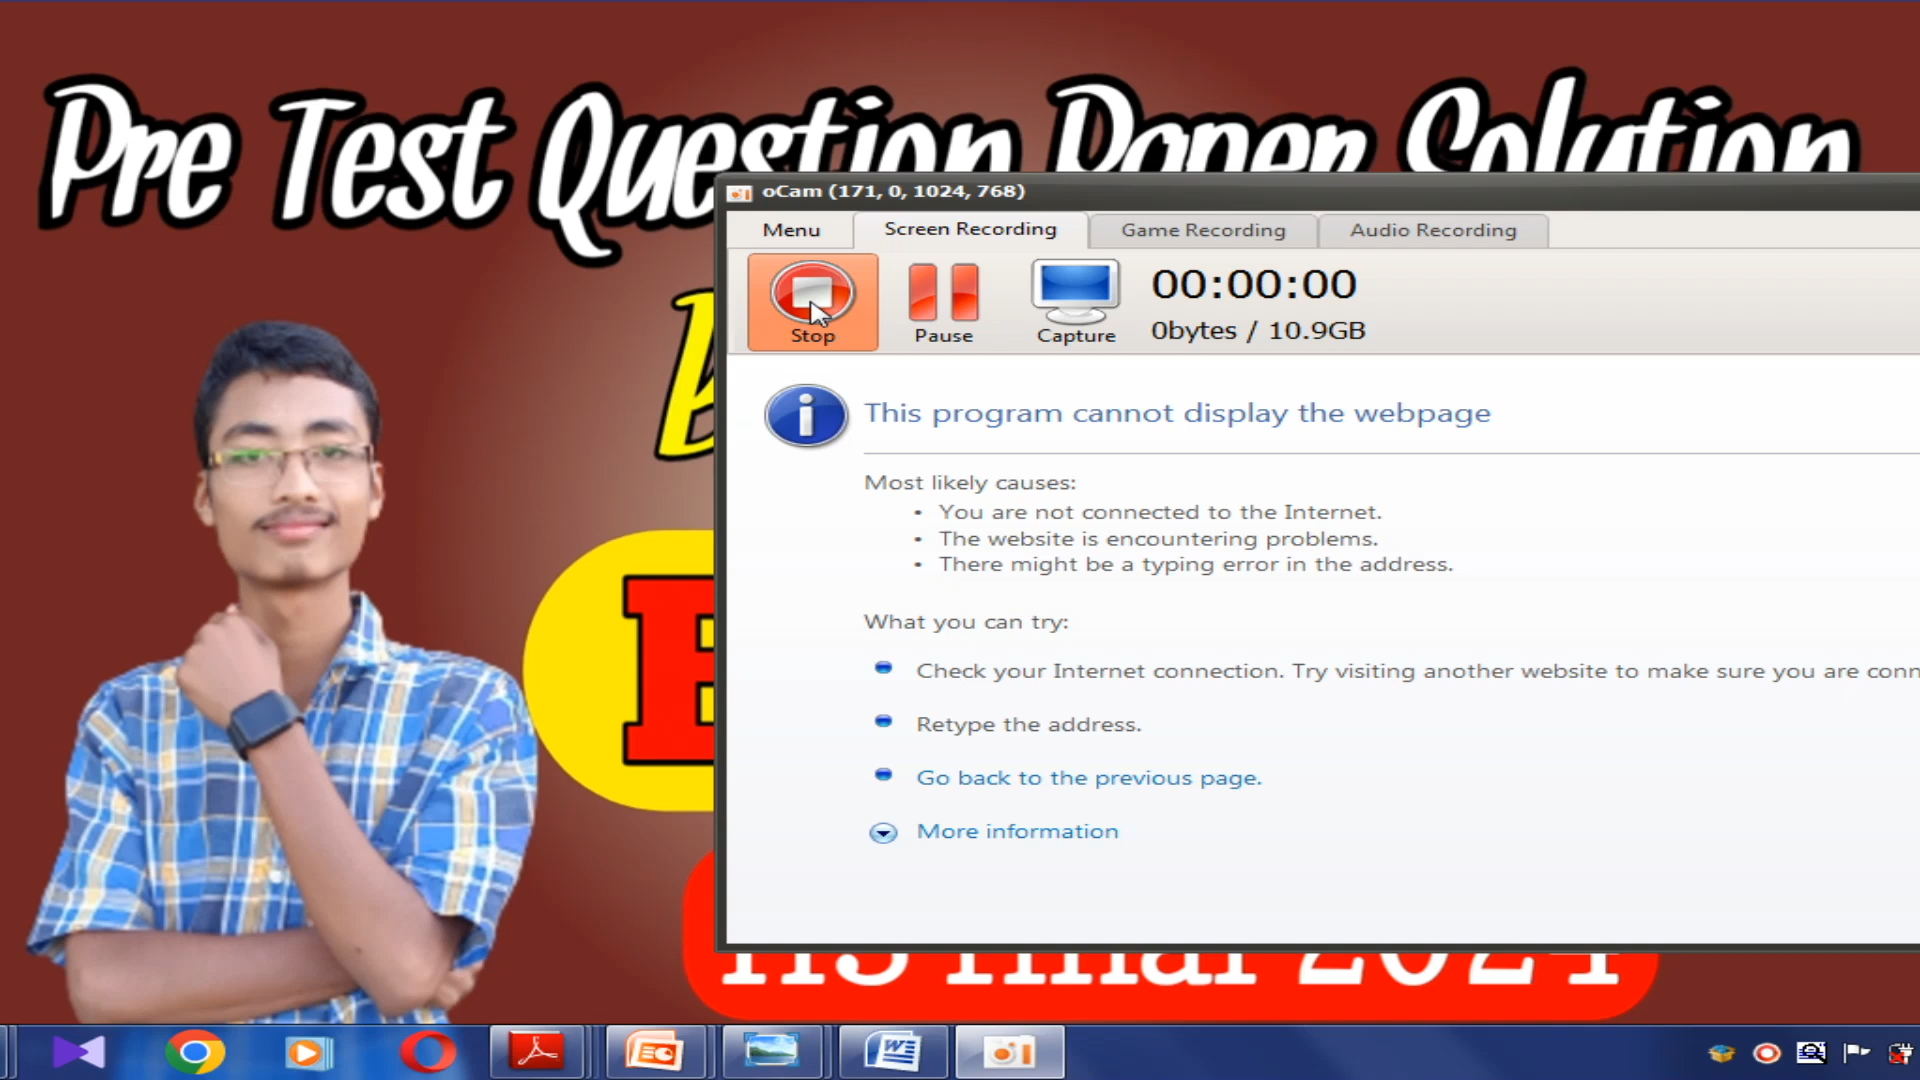 Pre Test Question Paper Solution
oCam (171, 0, 1024, 768)
Menu
Screen Recording
Game Recording
Audio Recording
00:00:00
0bytes / 10.9GB
Stop
Pause
Capture
This program cannot display the webpage
Most likely causes:
• You are not connected to the Internet.
• The website is encountering problems.
• There might be a typing error in the address.
What you can try:
Check your Internet connection. Try visiting another website to make sure you are conn
Retype the address.
Go back to the previous page.
More information
HS final 2024